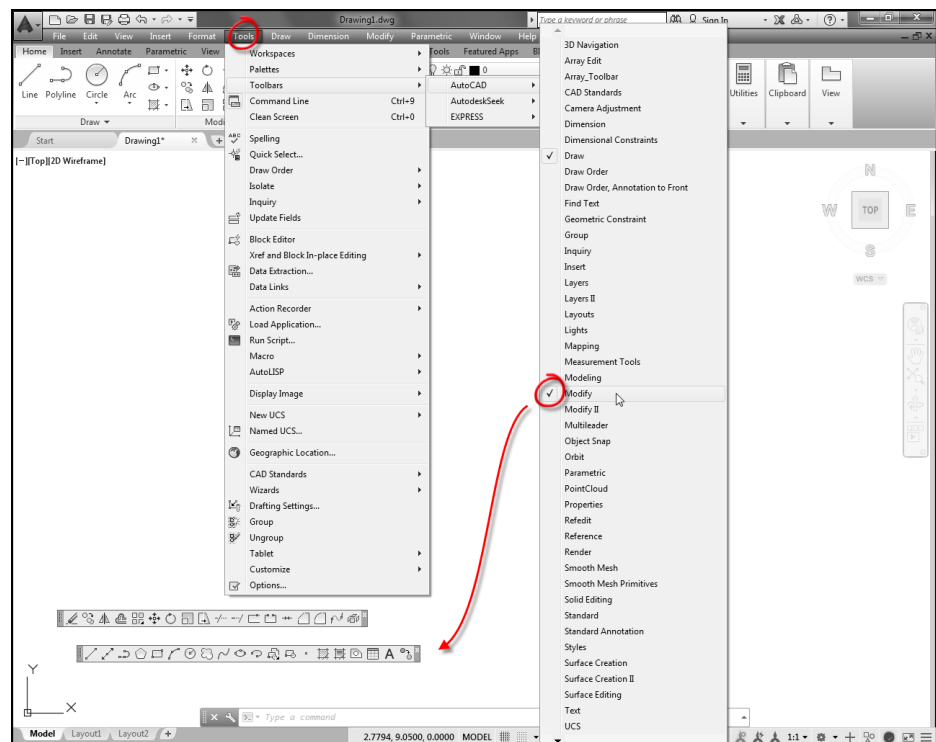 Drawing1.dwg
Type a keyword or phrase
Sign In
File Edit View Insert Format Tools Draw Dimension Modify Parametric Window Help
Home Insert Annotate Parametric View
Tools Featured Apps
Line Polyline Circle Arc
Draw
Utilities Clipboard View
Start Drawing1*
[−][Top][2D Wireframe]
Workspaces
Palettes
Toolbars
Command Line Ctrl+9
Clean Screen Ctrl+0
Spelling
Quick Select...
Draw Order
Isolate
Inquiry
Update Fields
Block Editor
Xref and Block In-place Editing
Data Extraction...
Data Links
Action Recorder
Load Application...
Run Script...
Macro
AutoLISP
Display Image
New UCS
Named UCS...
Geographic Location...
CAD Standards
Wizards
Drafting Settings...
Group
Ungroup
Tablet
Customize
Options...
0
AutoCAD
AutodeskSeek
EXPRESS
3D Navigation
Array Edit
Array_Toolbar
CAD Standards
Camera Adjustment
Dimension
Dimensional Constraints
Draw
Draw Order
Draw Order, Annotation to Front
Find Text
Geometric Constraint
Group
Inquiry
Insert
Layers
Layers II
Layouts
Lights
Mapping
Measurement Tools
Modeling
Modify
Modify II
Multileader
Object Snap
Orbit
Parametric
PointCloud
Properties
Refedit
Reference
Render
Smooth Mesh
Smooth Mesh Primitives
Solid Editing
Standard
Standard Annotation
Styles
Surface Creation
Surface Creation II
Surface Editing
Text
UCS
N
W TOP E
S
WCS
A
Y
X
Type a command
Model Layout1 Layout2 +
2.7794, 9.0500, 0.0000 MODEL
1:1